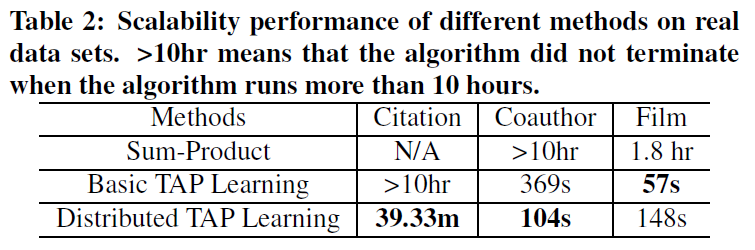 Table 2: Scalability performance of different methods on real
data sets. >10hr means that the algorithm did not terminate
when the algorithm runs more than 10 hours.
Methods Citation Coauthor Film
Sum-Product N/A >10hr 1.8 hr
Basic TAP Learning >10hr 369s 57s
Distributed TAP Learning 39.33m 104s 148s